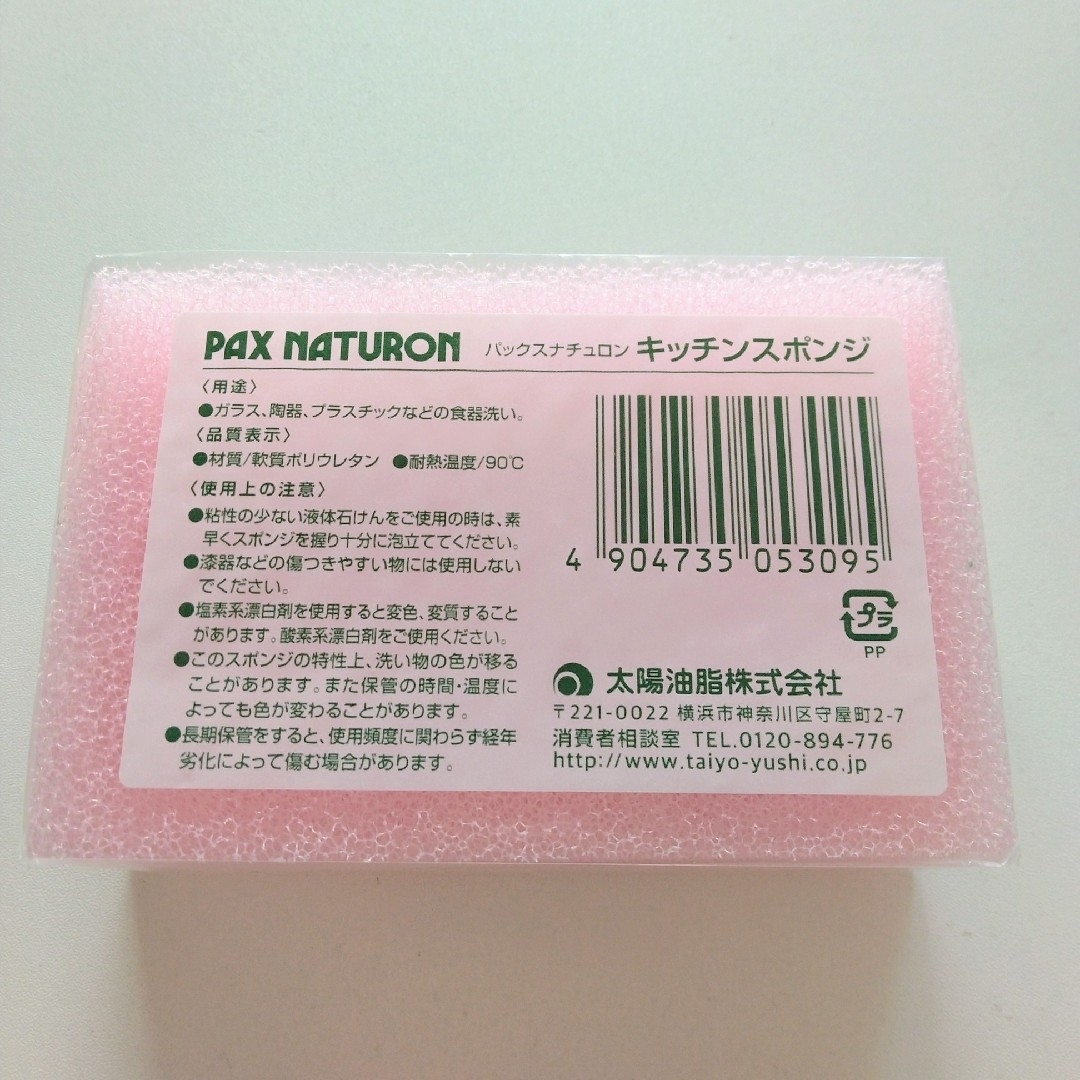 PAX NATURON パックスナチュロン キッチンスポンジ
〈用途〉
●ガラス、陶器、プラスチックなどの食器洗い。
〈品質表示〉
●材質/軟質ポリウレタン ●耐熱温度/90℃
〈使用上の注意〉
●粘性の少ない液体石けんをご使用の時は、素
早くスポンジを握り十分に泡立ててください。
●漆器などの傷つきやすい物には使用しない
でください。
●塩素系漂白剤を使用すると変色、変質すること
があります。酸素系漂白剤をご使用ください。
●このスポンジの特性上、洗い物の色が移る
ことがあります。また保管の時間・温度に
よっても色が変わることがあります。
●長期保管をすると、使用頻度に関わらず経年
劣化によって傷む場合があります。
4 904735 053095
プラ
PP
太陽油脂株式会社
〒221-0022 横浜市神奈川区守屋町2-7
消費者相談室 TEL.0120-894-776
http://www.taiyo-yushi.co.jp